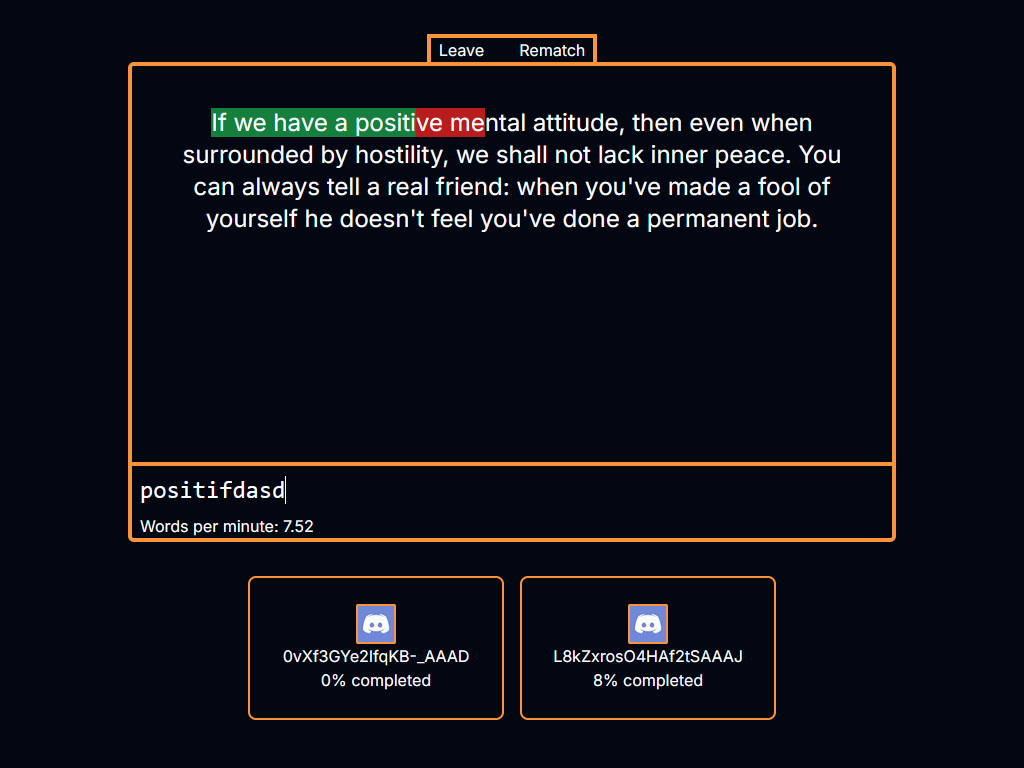 Leave Rematch
If we have a positive mental attitude, then even when
surrounded by hostility, we shall not lack inner peace. You
can always tell a real friend: when you've made a fool of
yourself he doesn't feel you've done a permanent job.
positifdasd
Words per minute: 7.52
0vXf3GYe2IfqKB-_AAAD
0% completed
L8kZxrosO4HAf2tSAAAJ
8% completed